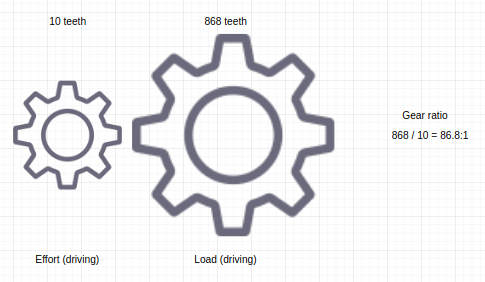 10 teeth
868 teeth
Gear ratio
868 / 10 = 86.8:1
Effort (driving)
Load (driving)